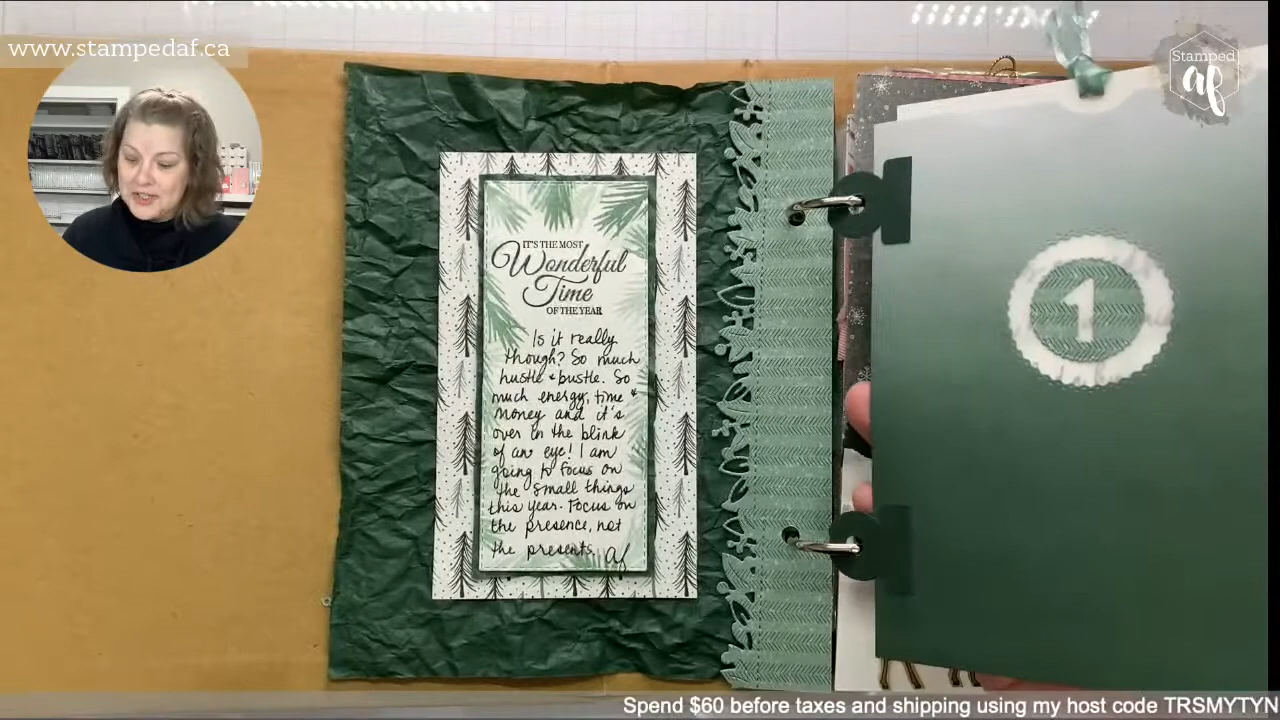 www.stampedaf.ca
Stamped
af
IT'S THE MOST
Wonderful
Time
OF THE YEAR
Is it really
though? So much
hustle & bustle. So
much energy, time &
money and it's
over in the blink
of an eye! I am
going to focus on
the small things
this year. Focus on
the presence, not
the presents. af
1
Spend $60 before taxes and shipping using my host code TRSMYTYN